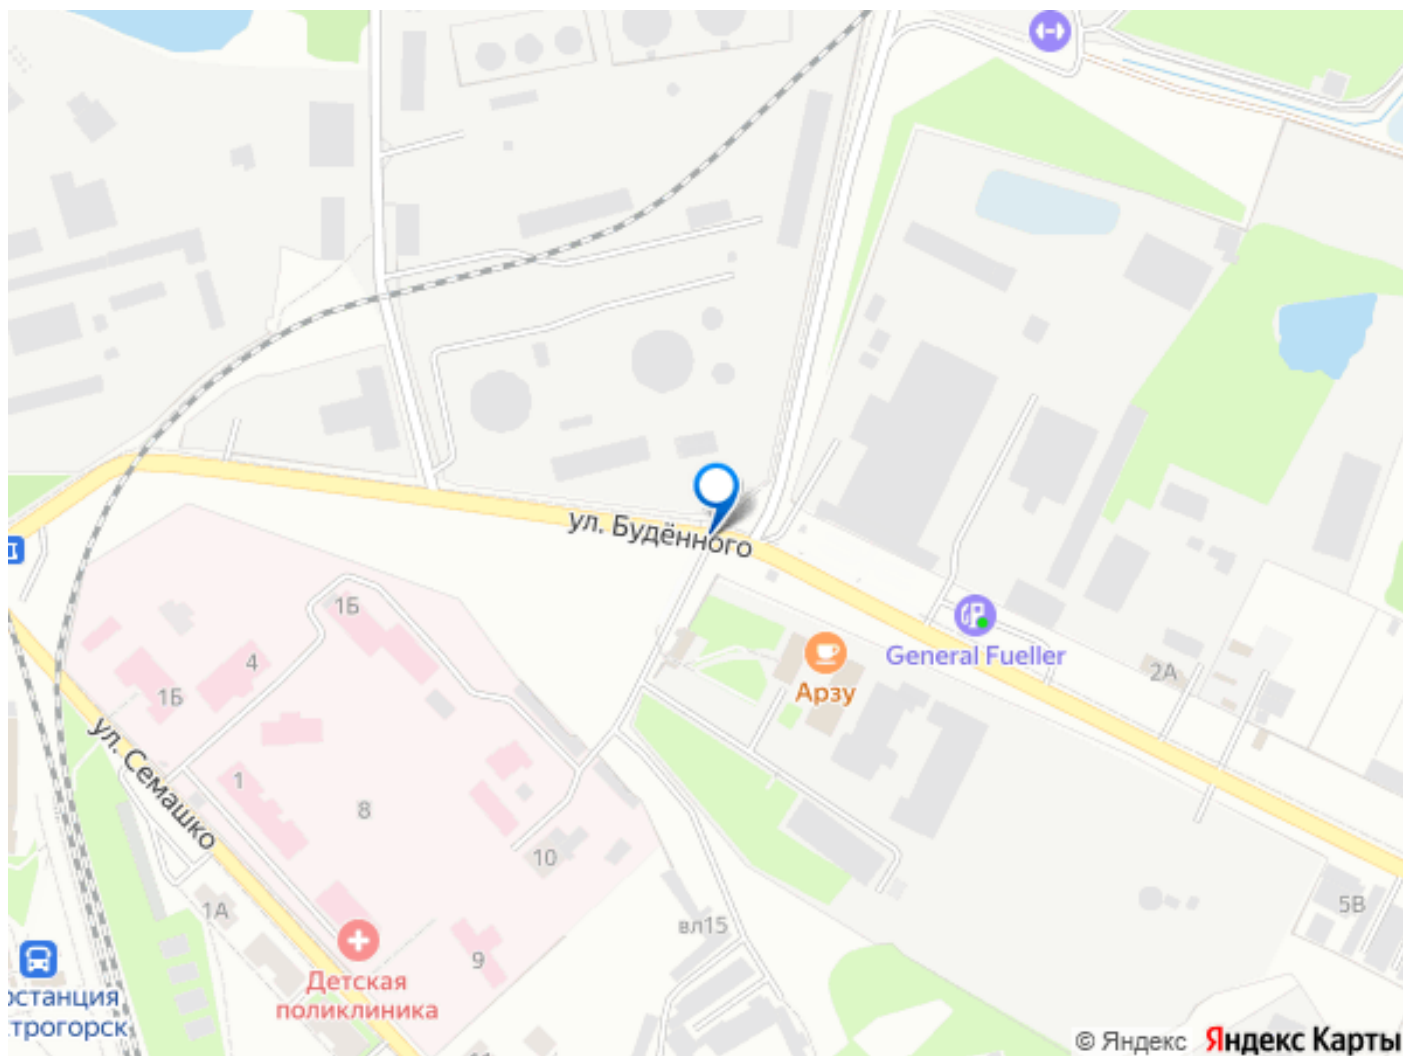 ул. Будённого
1Б
General Fueller
4
Арзу
2А
1Б
ул. Семашко
1
8
10
1А
вл15
5В
9
Детская
поликлиника
останция
трогорск
© Яндекс Яндекс Карты